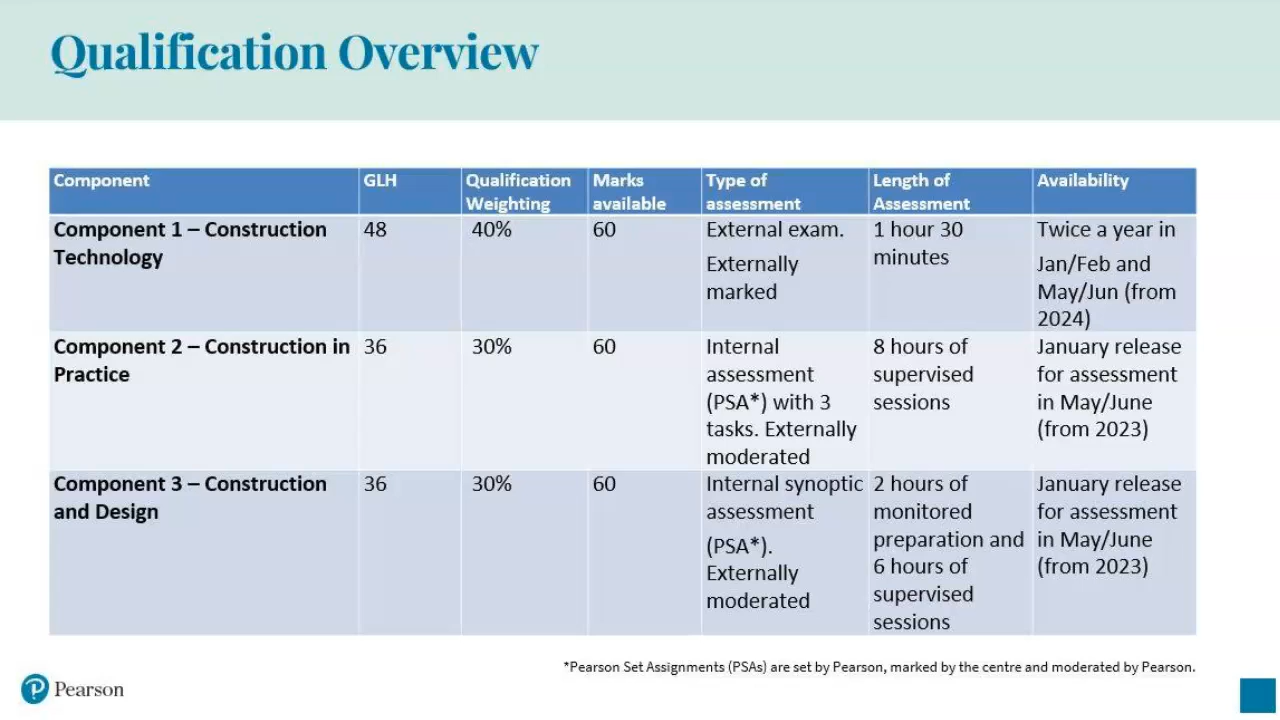 Qualification Overview
Component
GLH
Qualification
Weighting
Marks
available
Type of
assessment
Length of
Assessment
Availability
Component 1 – Construction
Technology
48
40%
60
External exam.
Externally
marked
1 hour 30
minutes
Twice a year in
Jan/Feb and
May/Jun (from
2024)
Component 2 – Construction in
Practice
36
30%
60
Internal
assessment
(PSA*) with 3
tasks. Externally
moderated
8 hours of
supervised
sessions
January release
for assessment
in May/June
(from 2023)
Component 3 – Construction
and Design
36
30%
60
Internal synoptic
assessment
(PSA*).
Externally
moderated
2 hours of
monitored
preparation and
6 hours of
supervised
sessions
January release
for assessment
in May/June
(from 2023)
*Pearson Set Assignments (PSAs) are set by Pearson, marked by the centre and moderated by Pearson.
Pearson